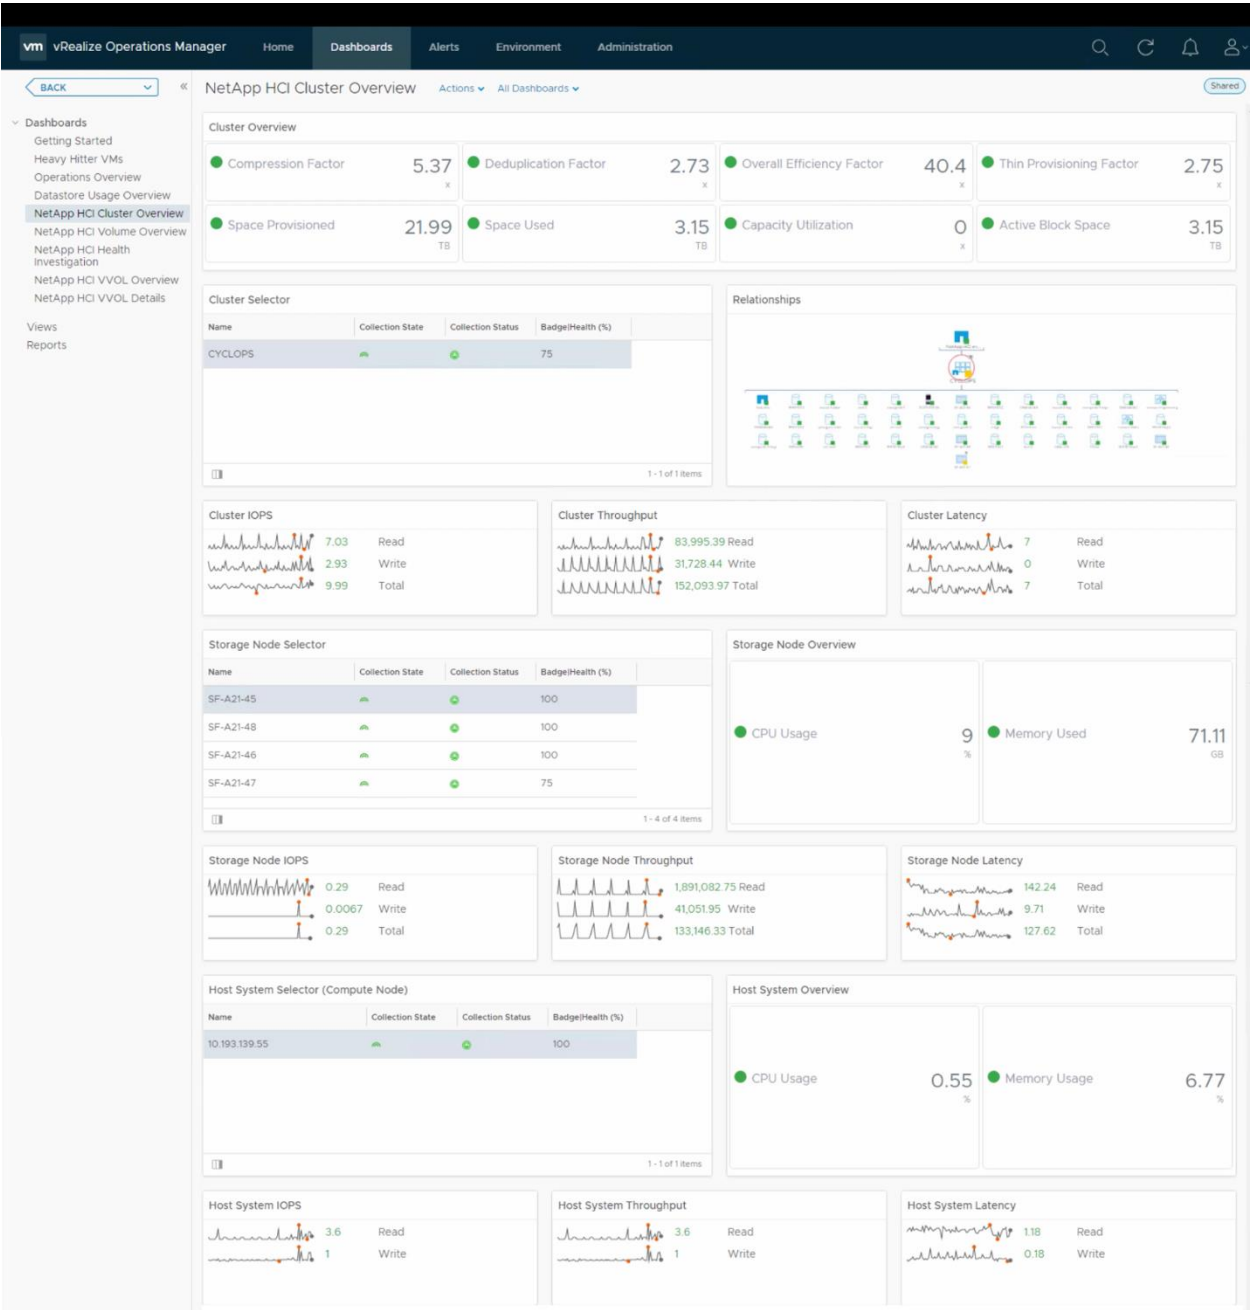 vm vRealize Operations Manager Home Dashboards Alerts Environment Administration
BACK
NetApp HCI Cluster Overview Actions All Dashboards Shared
Dashboards
Getting Started
Heavy Hitter VMs
Operations Overview
Datastore Usage Overview
NetApp HCI Cluster Overview
NetApp HCI Volume Overview
NetApp HCI Health
Investigation
NetApp HCI VVOL Overview
NetApp HCI VVOL Details
Views
Reports
Cluster Overview
Compression Factor 5.37 x
Deduplication Factor 2.73 x
Overall Efficiency Factor 40.4 x
Thin Provisioning Factor 2.75 x
Space Provisioned 21.99 TB
Space Used 3.15 TB
Capacity Utilization 0 x
Active Block Space 3.15 TB
Cluster Selector
Name Collection State Collection Status Badge|Health (%)
CYCLOPS 75
1 - 1 of 1 items
Relationships
CYCLOPS
Cluster IOPS
7.03 Read
2.93 Write
9.99 Total
Cluster Throughput
83,995.39 Read
31,728.44 Write
152,093.97 Total
Cluster Latency
7 Read
0 Write
7 Total
Storage Node Selector
Name Collection State Collection Status Badge|Health (%)
SF-A21-45 100
SF-A21-48 100
SF-A21-46 100
SF-A21-47 75
1 - 4 of 4 items
Storage Node Overview
CPU Usage 9 %
Memory Used 71.11 GB
Storage Node IOPS
0.29 Read
0.0067 Write
0.29 Total
Storage Node Throughput
1,891,082.75 Read
41,051.95 Write
133,146.33 Total
Storage Node Latency
142.24 Read
9.71 Write
127.62 Total
Host System Selector (Compute Node)
Name Collection State Collection Status Badge|Health (%)
10.193.139.55 100
1 - 1 of 1 items
Host System Overview
CPU Usage 0.55 %
Memory Usage 6.77 %
Host System IOPS
3.6 Read
1 Write
Host System Throughput
3.6 Read
1 Write
Host System Latency
1.18 Read
0.18 Write